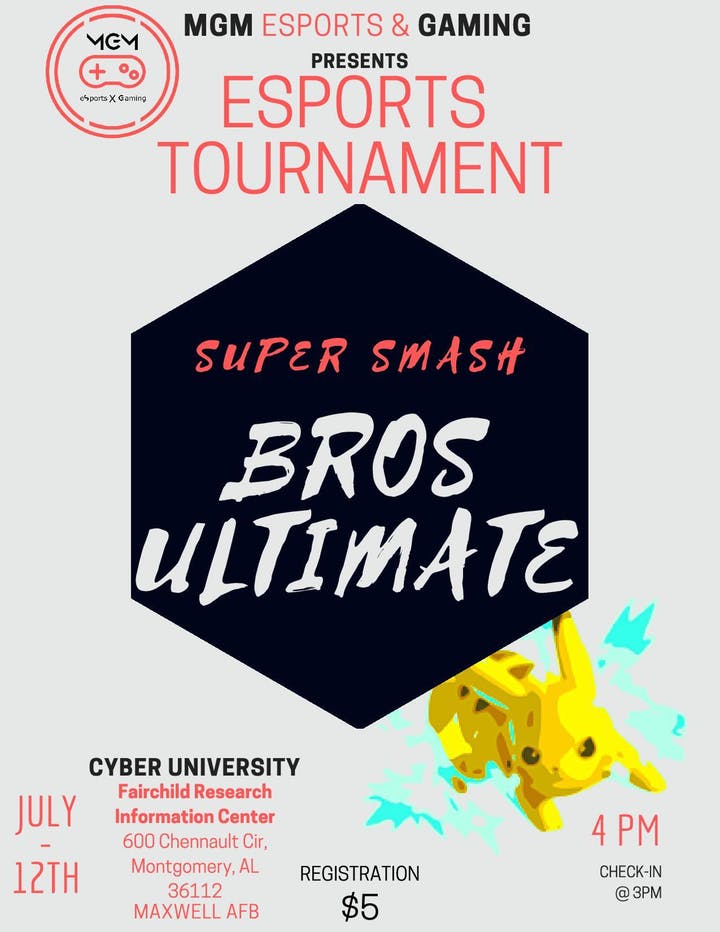 MGM ESPORTS & GAMING
PRESENTS
ESPORTS
TOURNAMENT
MGM
eSports X Gaming
SUPER SMASH
BROS
ULTIMATE
CYBER UNIVERSITY
Fairchild Research
Information Center
600 Chennault Cir,
Montgomery, AL
36112
MAXWELL AFB
JULY
-
12TH
REGISTRATION
$5
4 PM
CHECK-IN
@ 3PM